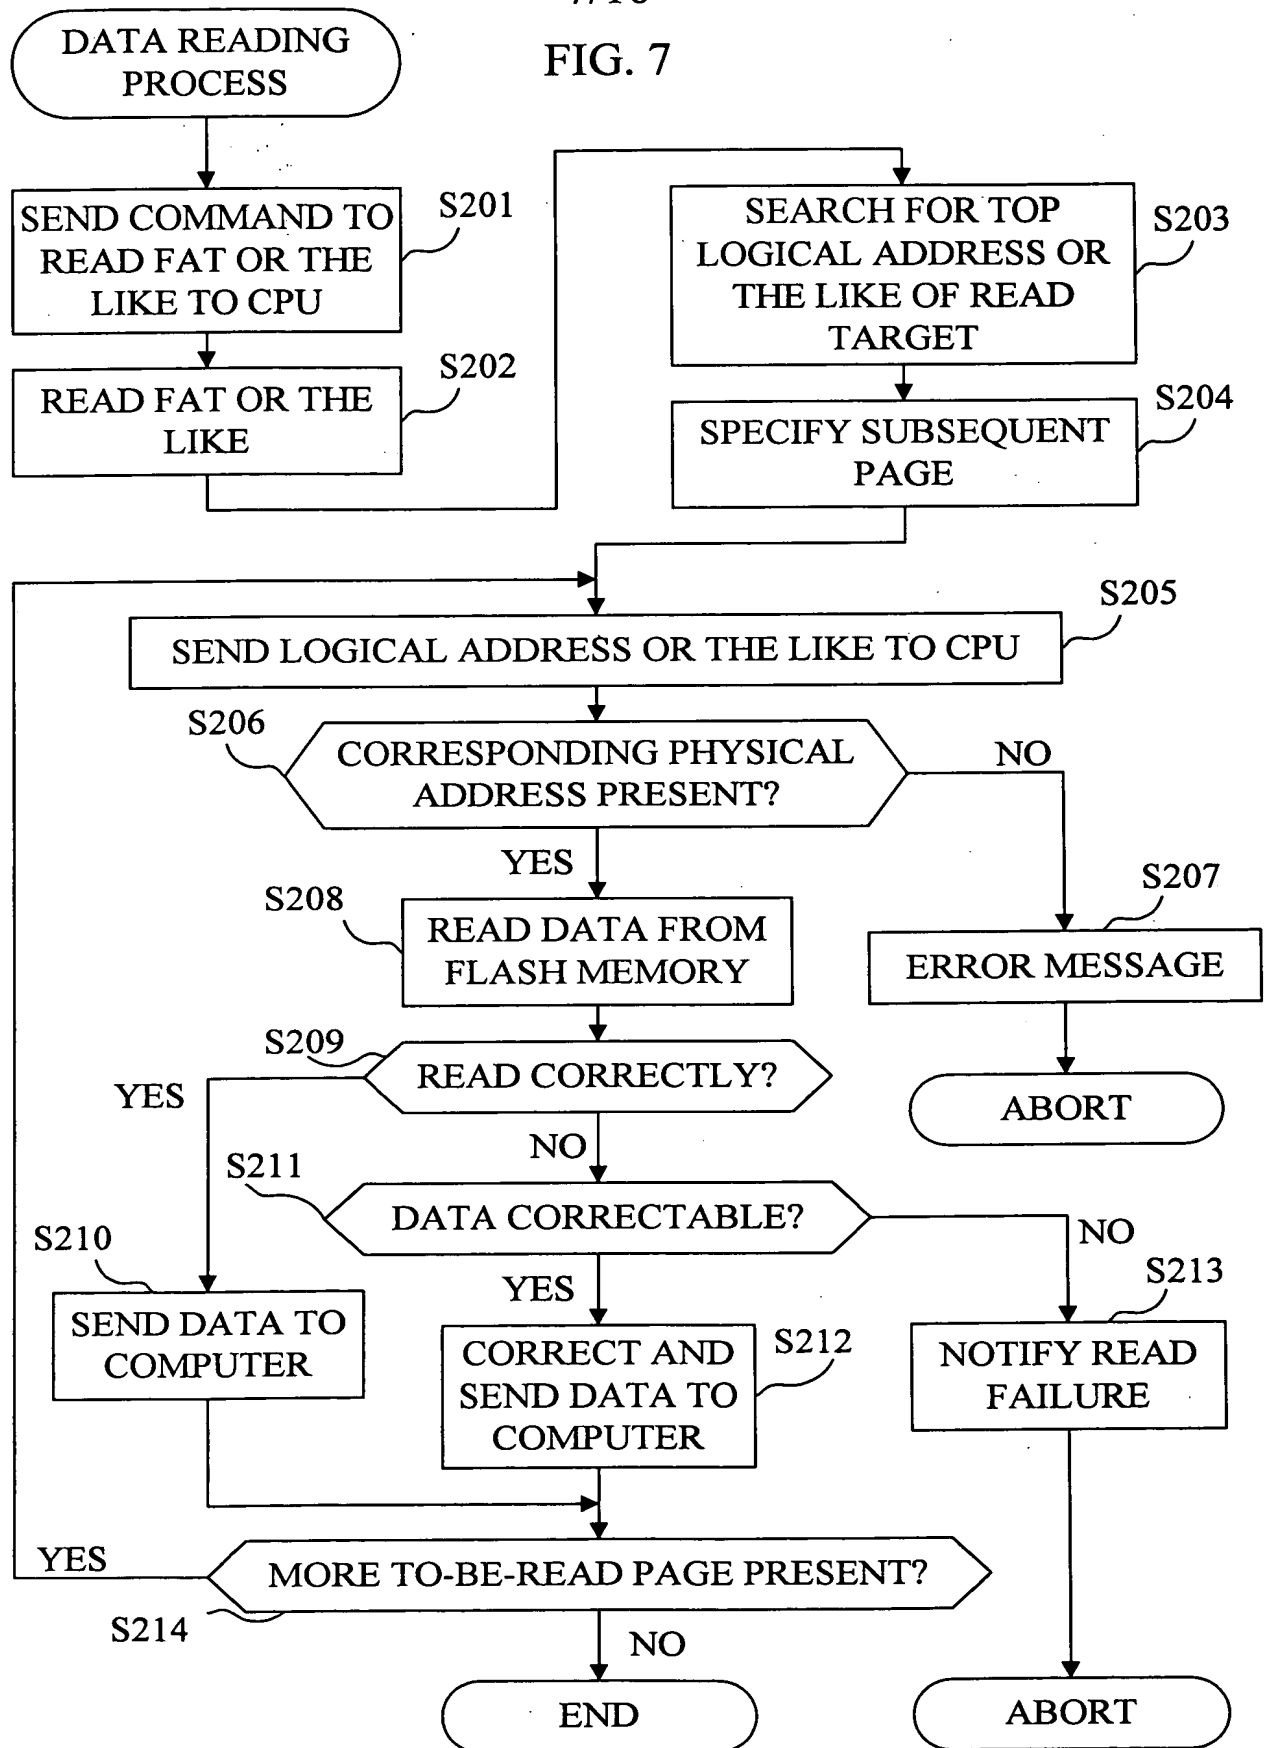 FIG. 7
DATA READING
PROCESS
SEND COMMAND TO
READ FAT OR THE
LIKE TO CPU
S201
READ FAT OR THE
LIKE
S202
SEARCH FOR TOP
LOGICAL ADDRESS OR
THE LIKE OF READ
TARGET
S203
SPECIFY SUBSEQUENT
PAGE
S204
SEND LOGICAL ADDRESS OR THE LIKE TO CPU
S205
S206
CORRESPONDING PHYSICAL
ADDRESS PRESENT?
NO
YES
S207
ERROR MESSAGE
ABORT
S208
READ DATA FROM
FLASH MEMORY
S209
READ CORRECTLY?
YES
NO
S211
DATA CORRECTABLE?
NO
YES
S210
SEND DATA TO
COMPUTER
S212
CORRECT AND
SEND DATA TO
COMPUTER
S213
NOTIFY READ
FAILURE
YES
MORE TO-BE-READ PAGE PRESENT?
S214
NO
END
ABORT